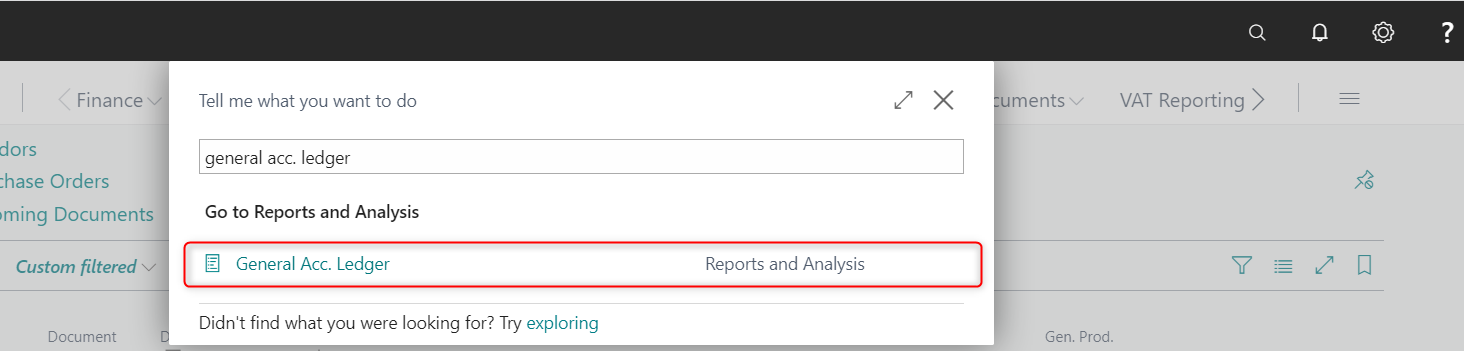 ?
Finance
cuments
VAT Reporting
Tell me what you want to do
general acc. ledger
dors
chase Orders
oming Documents
Go to Reports and Analysis
Custom filtered
General Acc. Ledger Reports and Analysis
Didn't find what you were looking for? Try exploring
Document
D
Gen. Prod.